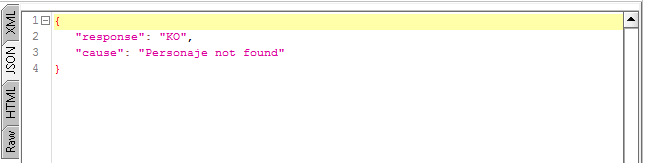 XML
JSON
HTML
Raw
1 {
2 "response": "KO",
3 "cause": "Personaje not found"
4 }